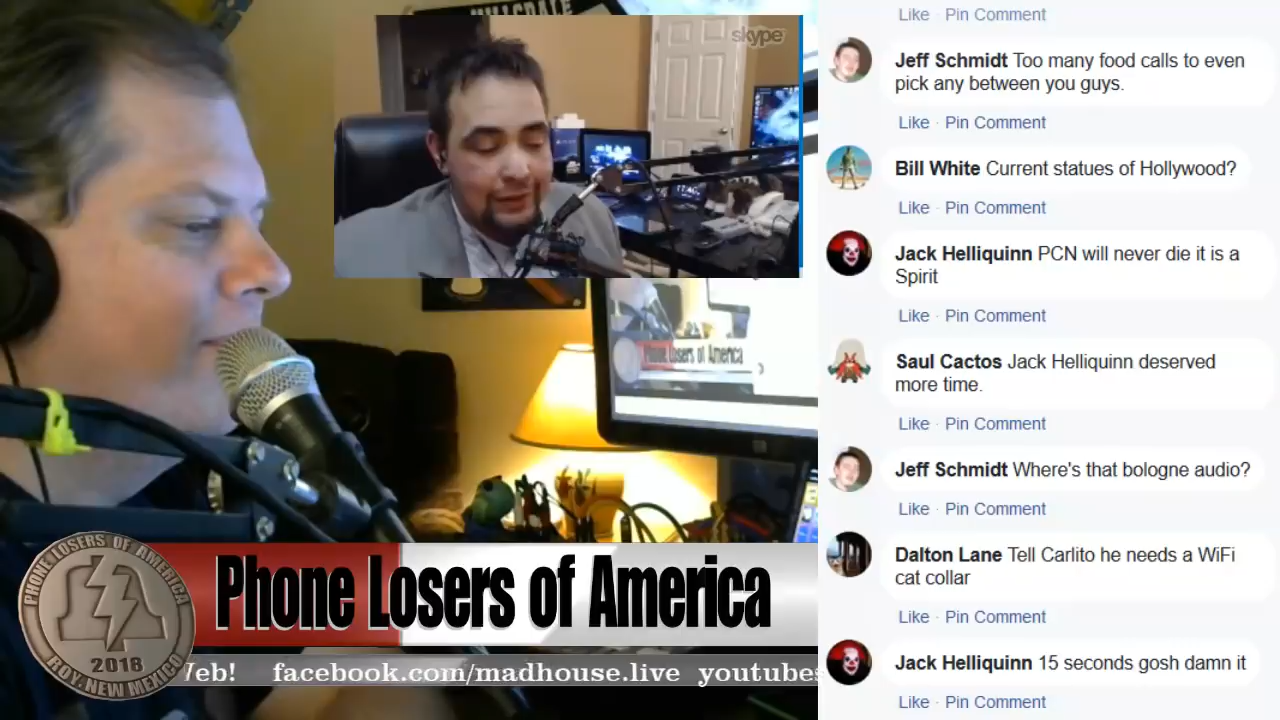 HILLSDALE
skype
Like · Pin Comment
Jeff Schmidt Too many food calls to even
pick any between you guys.
Like · Pin Comment
Bill White Current statues of Hollywood?
Like · Pin Comment
Jack Helliquinn PCN will never die it is a
Spirit
Like · Pin Comment
Saul Cactos Jack Helliquinn deserved
more time.
Like · Pin Comment
Jeff Schmidt Where's that bologne audio?
Like · Pin Comment
Dalton Lane Tell Carlito he needs a WiFi
cat collar
Like · Pin Comment
Jack Helliquinn 15 seconds gosh damn it
Like · Pin Comment
Phone Losers of America
PHONE LOSERS OF AMERICA
2018
ROY, NEW MEXICO
Phone Losers of America
Web! facebook.com/madhouse.live youtubes